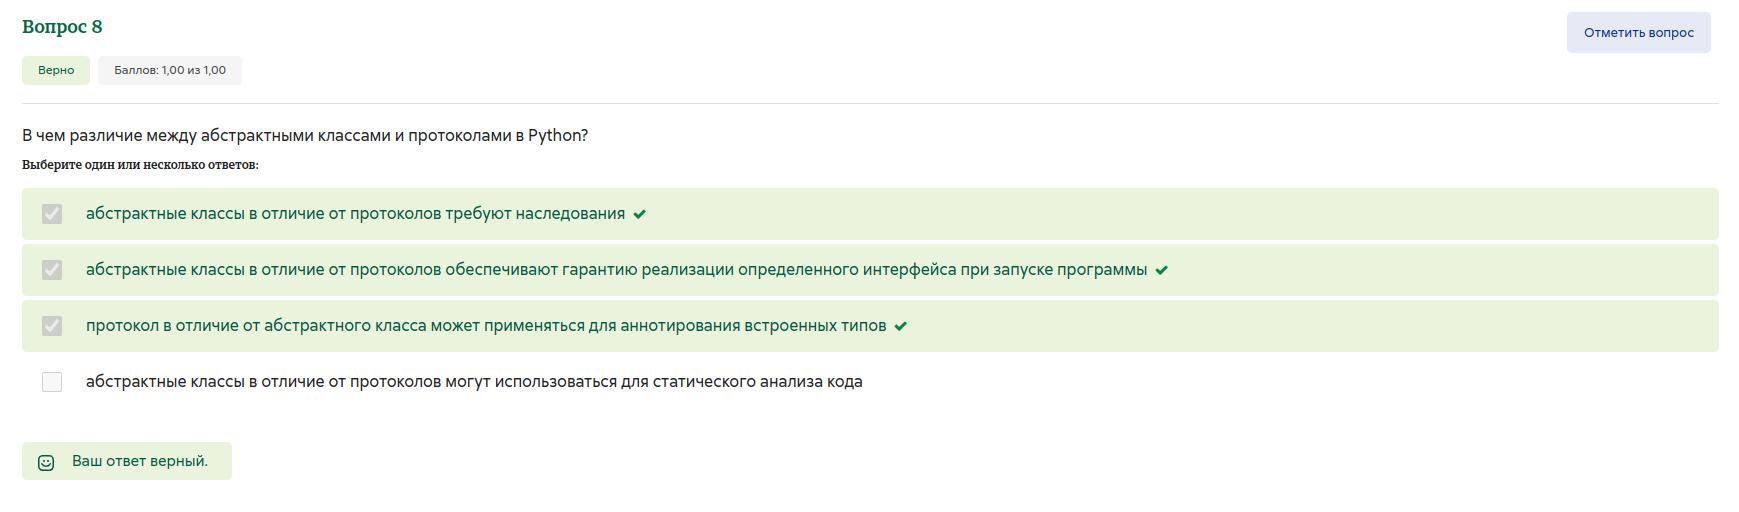 Вопрос 8
Отметить вопрос
Верно
Баллов: 1,00 из 1,00
В чем различие между абстрактными классами и протоколами в Python?
Выберите один или несколько ответов:
абстрактные классы в отличие от протоколов требуют наследования
абстрактные классы в отличие от протоколов обеспечивают гарантию реализации определенного интерфейса при запуске программы
протокол в отличие от абстрактного класса может применяться для аннотирования встроенных типов
абстрактные классы в отличие от протоколов могут использоваться для статического анализа кода
Ваш ответ верный.